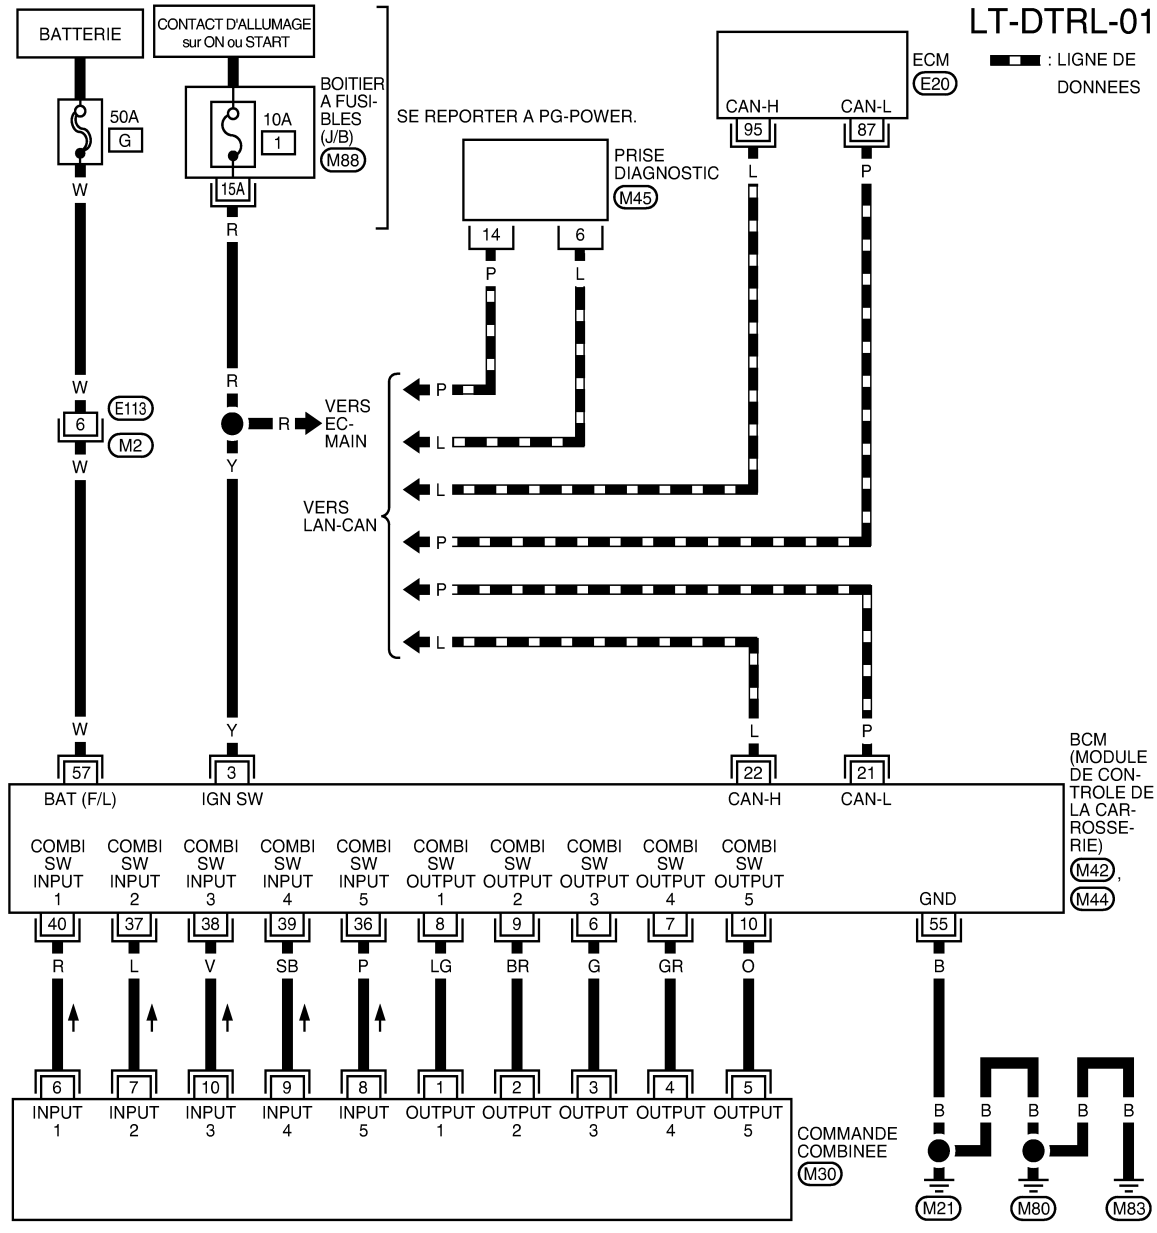 LT-DTRL-01
BATTERIE
CONTACT D'ALLUMAGE
sur ON ou START
: LIGNE DE
DONNEES
ECM
E20
CAN-H
CAN-L
95
87
50A
G
10A
1
15A
BOITIER
A FUSI-
BLES
(J/B)
M88
SE REPORTER A PG-POWER.
PRISE
DIAGNOSTIC
M45
14
6
W
R
L
P
P
L
W
R
P
L
L
P
P
L
R
VERS
EC-
MAIN
E113
6
M2
W
Y
VERS
LAN-CAN
W
Y
L
P
57
3
22
21
BAT (F/L)
IGN SW
CAN-H
CAN-L
BCM
(MODULE
DE CON-
TROLE DE
LA CAR-
ROSSE-
RIE)
M42 ,
M44
COMBI SW INPUT 1
COMBI SW INPUT 2
COMBI SW INPUT 3
COMBI SW INPUT 4
COMBI SW INPUT 5
COMBI SW OUTPUT 1
COMBI SW OUTPUT 2
COMBI SW OUTPUT 3
COMBI SW OUTPUT 4
COMBI SW OUTPUT 5
GND
40 37 38 39 36 8 9 6 7 10 55
R L V SB P LG BR G GR O B
6 7 10 9 8 1 2 3 4 5
INPUT INPUT INPUT INPUT INPUT OUTPUT OUTPUT OUTPUT OUTPUT OUTPUT
1 2 3 4 5 1 2 3 4 5
COMMANDE
COMBINEE
M30
B B B B B
M21 M80 M83